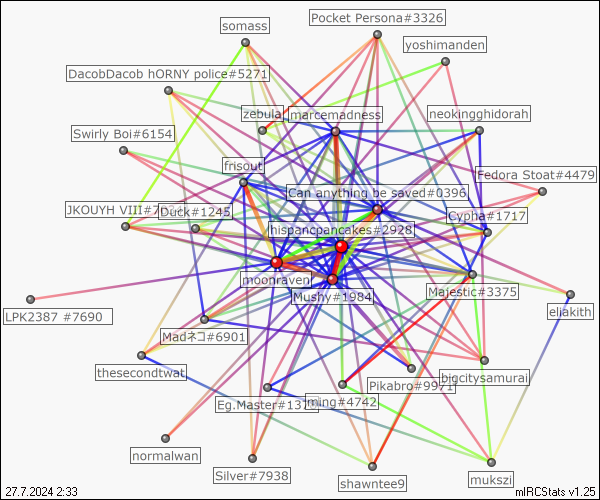 somass
Pocket Persona#3326
yoshimanden
DacobDacob hORNY police#5271
zebula
marcemadness
neokingghidorah
Swirly Boi#6154
frisout
Fedora Stoat#4479
Can anything be saved#0396
JKOUYH VIII#7
Duck#1245
Cypha#1717
hispanicpancakes#2928
moonraven
Mushy#1984
Majestic#3375
eljakith
LPK2387 #7690
Madネコ#6901
thesecondtwat
Pikabro#9971
bigcitysamurai
Eg.Master#137
ming#4742
normalwan
Silver#7938
shawntee9
mukszi
27.7.2024 2:33
mIRCStats v1.25